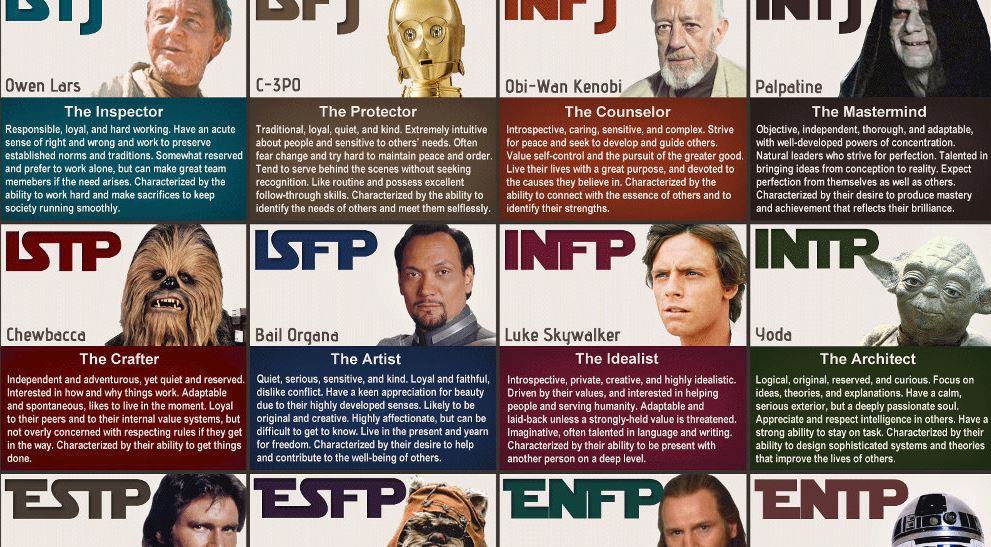 ISTJ
ISFJ
INFJ
INTJ
Owen Lars
C-3PO
Obi-Wan Kenobi
Palpatine
The Inspector
Responsible, loyal, and hard working. Have an acute
sense of right and wrong and work to preserve
established norms and traditions. Somewhat reserved
and prefer to work alone, but can make great team
memebers if the need arises. Characterized by the
ability to work hard and make sacrifices to keep
society running smoothly.
The Protector
Traditional, loyal, quiet, and kind. Extremely intuitive
about people and sensitive to others' needs. Often
fear change and try hard to maintain peace and order.
Tend to serve behind the scenes without seeking
recognition. Like routine and possess excellent
follow-through skills. Characterized by the ability to
identify the needs of others and meet them selflessly.
The Counselor
Introspective, caring, sensitive, and complex. Strive
for peace and seek to develop and guide others.
Value self-control and the pursuit of the greater good.
Live their lives with a great purpose, and devoted to
the causes they believe in. Characterized by the
ability to connect with the essence of others and to
identify their strengths.
The Mastermind
Objective, independent, thorough, and adaptable,
with well-developed powers of concentration.
Natural leaders who strive for perfection. Talented in
bringing ideas from conception to reality. Expect
perfection from themselves as well as others.
Characterized by their desire to produce mastery
and achievement that reflects their brilliance.
ISTP
ISFP
INFP
INTP
Chewbacca
Bail Organa
Luke Skywalker
Yoda
The Crafter
Independent and adventurous, yet quiet and reserved.
Interested in how and why things work. Adaptable
and spontaneous, likes to live in the moment. Loyal
to their peers and to their internal value systems, but
not overly concerned with respecting rules if they get
in the way. Characterized by their ability to get things
done.
The Artist
Quiet, serious, sensitive, and kind. Loyal and faithful,
dislike conflict. Have a keen appreciation for beauty
due to their highly developed senses. Likely to be
original and creative. Highly affectionate, but can be
difficult to get to know. Live in the present and yearn
for freedom. Characterized by their desire to help
and contribute to the well-being of others.
The Idealist
Introspective, private, creative, and highly idealistic.
Driven by their values, and interested in helping
people and serving humanity. Adaptable and
laid-back unless a strongly-held value is threatened.
Imaginative, often talented in language and writing.
Characterized by their ability to be present with
another person on a deep level.
The Architect
Logical, original, reserved, and curious. Focus on
ideas, theories, and explanations. Have a calm,
serious exterior, but a deeply passionate soul.
Appreciate and respect intelligence in others. Have a
strong ability to stay on task. Characterized by their
ability to design sophisticated systems and theories
that improve the lives of others.
ESTP
ESFP
ENFP
ENTP